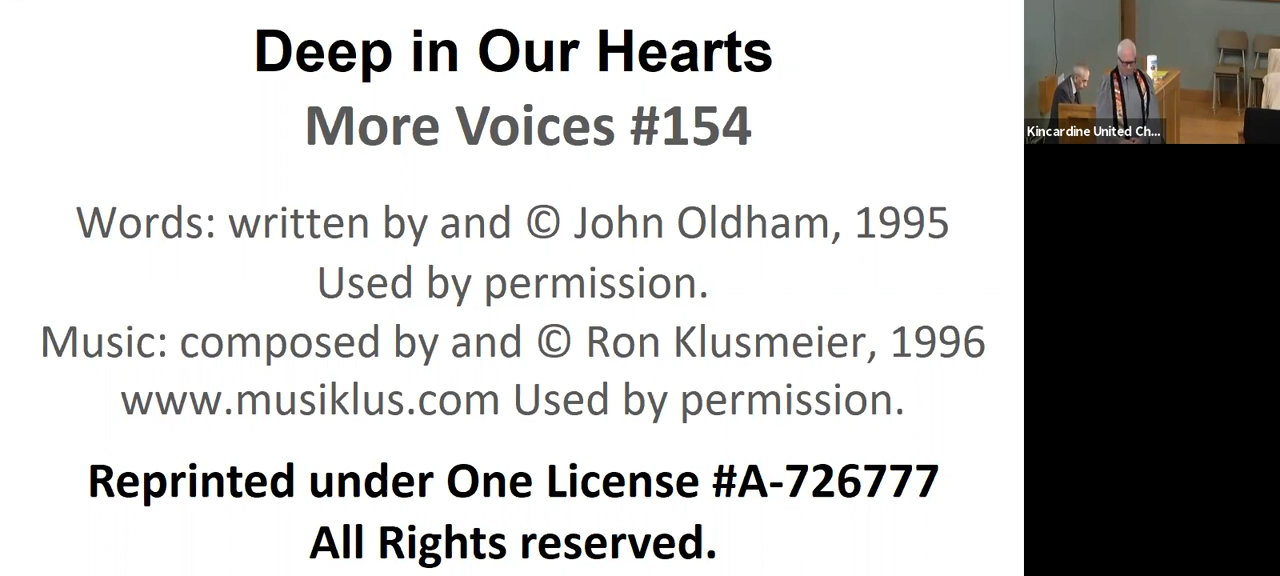 Deep in Our Hearts
More Voices #154
Words: written by and © John Oldham, 1995
Used by permission.
Music: composed by and © Ron Klusmeier, 1996
www.musiklus.com Used by permission.
Reprinted under One License #A-726777
All Rights reserved.
Kincardine United Ch...